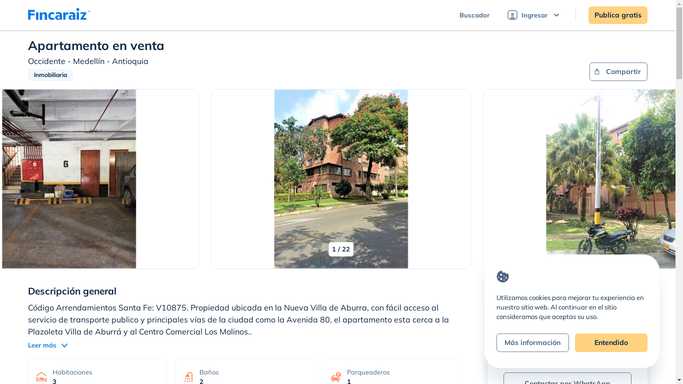 Fincaraiz
Buscador
Ingresar
Publica gratis
Apartamento en venta
Occidente - Medellín - Antioquia
Inmobiliaria
Compartir
6
6
1 / 22
Descripción general
Código Arrendamientos Santa Fe: V10875. Propiedad ubicada en la Nueva Villa de Aburra, con fácil acceso al
servicio de transporte publico y principales vías de la ciudad como la Avenida 80, el apartamento esta cerca a la
Plazoleta Villa de Aburrá y al Centro Comercial Los Molinos..
Leer más
Habitaciones
3
Baños
2
Parqueaderos
1
Utilizamos cookies para mejorar tu experiencia en
nuestro sitio web. Al continuar en el sitio
consideramos que aceptas su uso.
Más información
Entendido
Contactar por WhatsApp